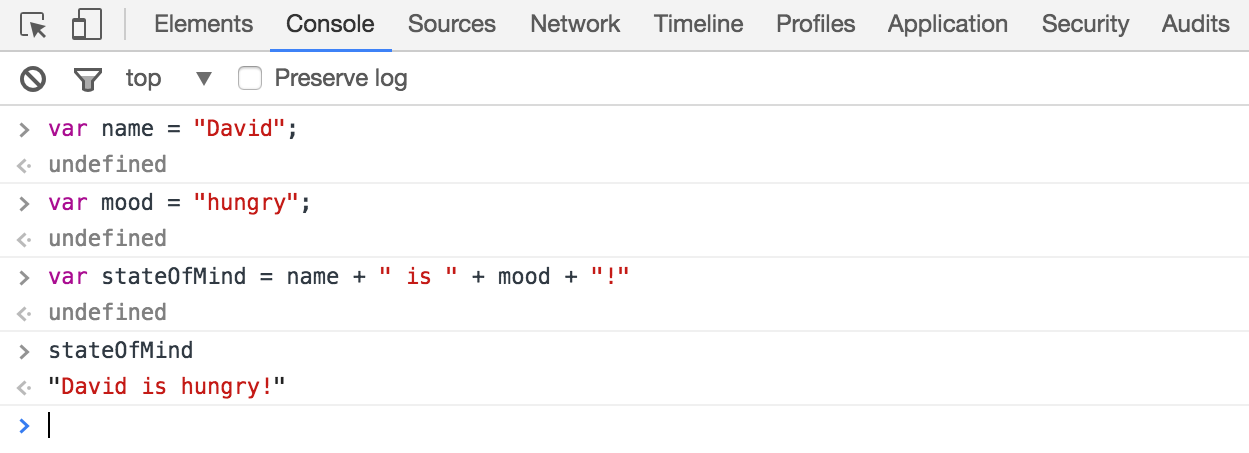 Elements Console Sources Network Timeline Profiles Application Security Audits
top ▼ Preserve log
> var name = "David";
<· undefined
> var mood = "hungry";
<· undefined
> var stateOfMind = name + " is " + mood + "!"
<· undefined
> stateOfMind
<· "David is hungry!"
>